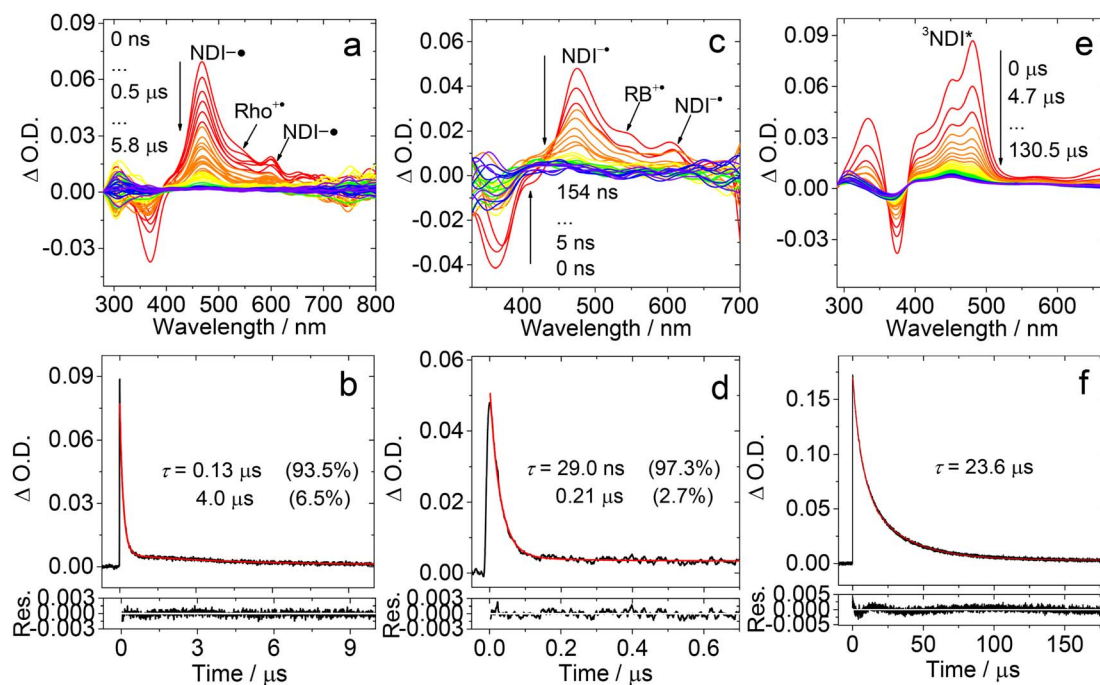 a
0.09
0.06
0.03
0.00
-0.03
Δ O.D.
0 ns
...
0.5 μs
...
5.8 μs
NDI−●
Rho⁺•
NDI−●
300 400 500 600 700 800
Wavelength / nm
c
0.06
0.04
0.02
0.00
-0.02
-0.04
Δ O.D.
NDI⁻•
RB⁺•
NDI⁻•
154 ns
...
5 ns
0 ns
400 500 600 700
Wavelength / nm
e
0.09
0.06
0.03
0.00
-0.03
Δ O.D.
³NDI*
0 μs
4.7 μs
...
130.5 μs
300 400 500 600
Wavelength / nm
b
0.09
0.06
0.03
0.00
Δ O.D.
τ = 0.13 μs (93.5%)
4.0 μs (6.5%)
0.003
0.000
-0.003
Res.
0 3 6 9
Time / μs
d
0.06
0.04
0.02
0.00
Δ O.D.
τ = 29.0 ns (97.3%)
0.21 μs (2.7%)
0.003
0.000
-0.003
Res.
0.0 0.2 0.4 0.6
Time / μs
f
0.15
0.10
0.05
0.00
Δ O.D.
τ = 23.6 μs
0.005
0.000
-0.005
Res.
0 50 100 150
Time / μs